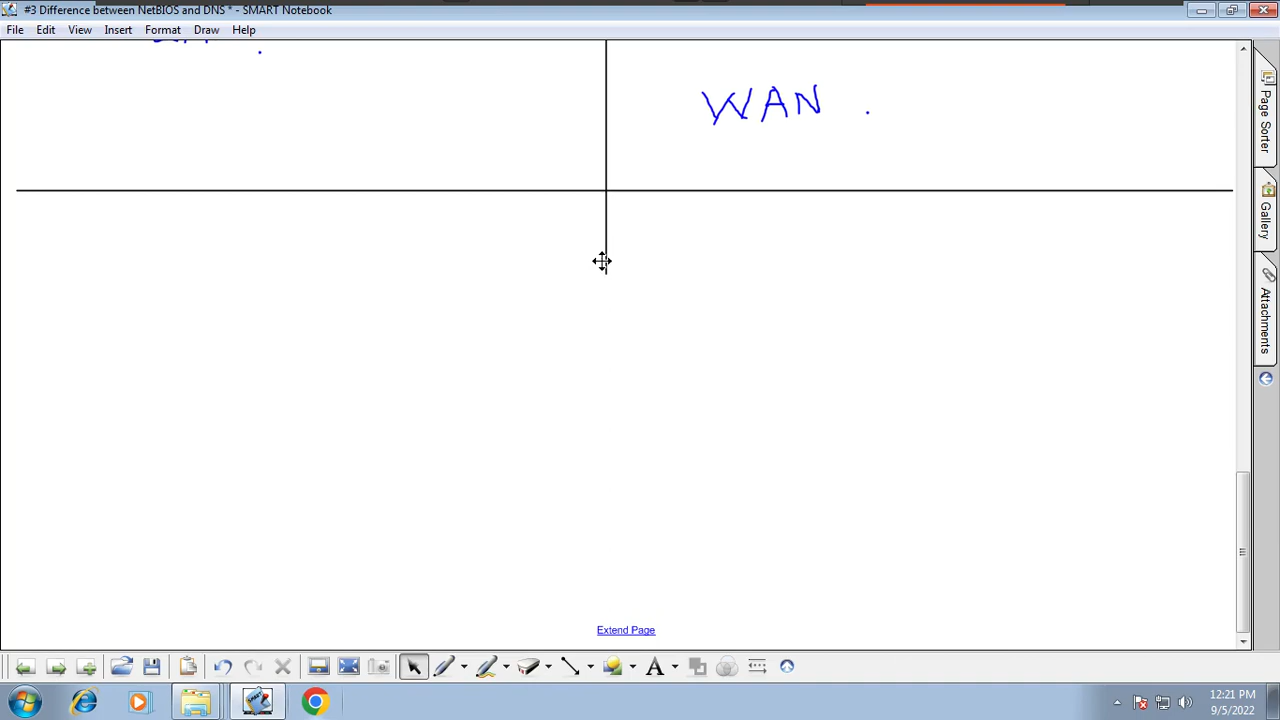 #3 Difference between NetBIOS and DNS * - SMART Notebook
File Edit View Insert Format Draw Help
WAN .
Page Sorter
Gallery
Attachments
Extend Page
A
12:21 PM
9/5/2022